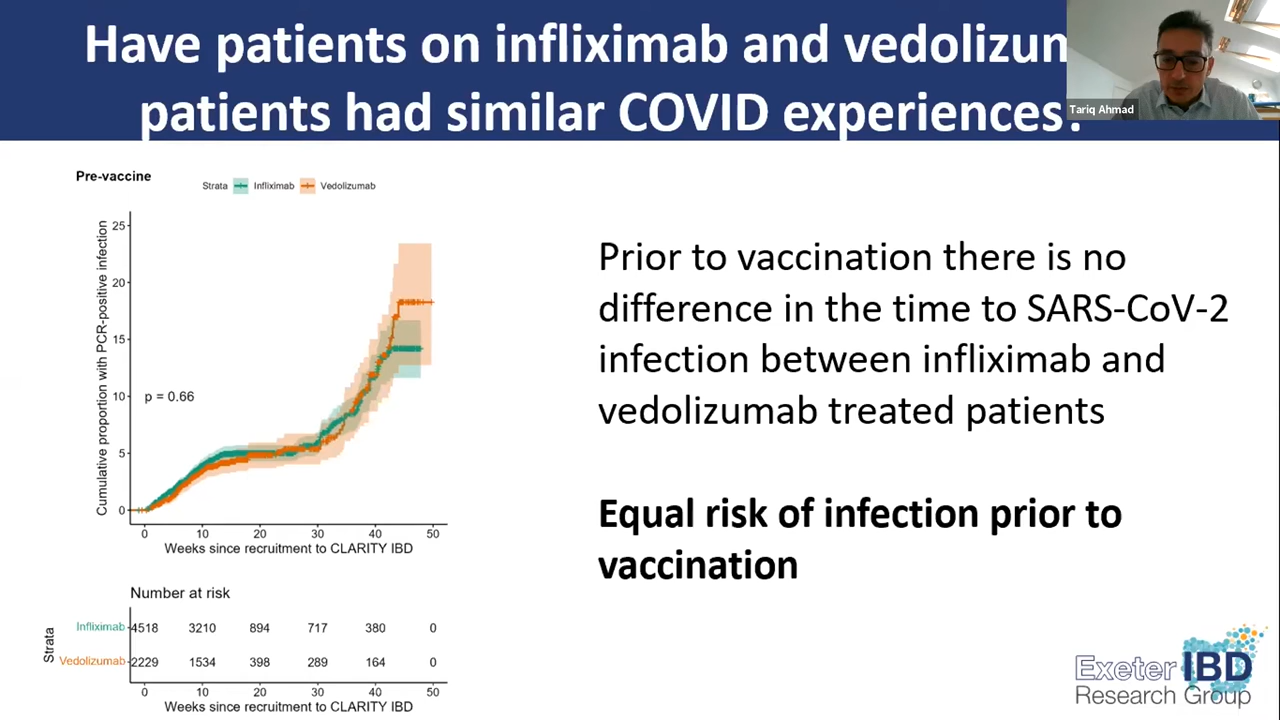 Have patients on infliximab and vedolizum
patients had similar COVID experiences?
Tariq Ahmad
Pre-vaccine
Strata Infliximab Vedolizumab
Cumulative proportion with PCR-positive infection
25
20
15
10
5
0
p = 0.66
0 10 20 30 40 50
Weeks since recruitment to CLARITY IBD
Number at risk
Strata
Infliximab 4518 3210 894 717 380 0
Vedolizumab 2229 1534 398 289 164 0
0 10 20 30 40 50
Weeks since recruitment to CLARITY IBD
Prior to vaccination there is no
difference in the time to SARS-CoV-2
infection between infliximab and
vedolizumab treated patients
Equal risk of infection prior to
vaccination
Exeter IBD
Research Group